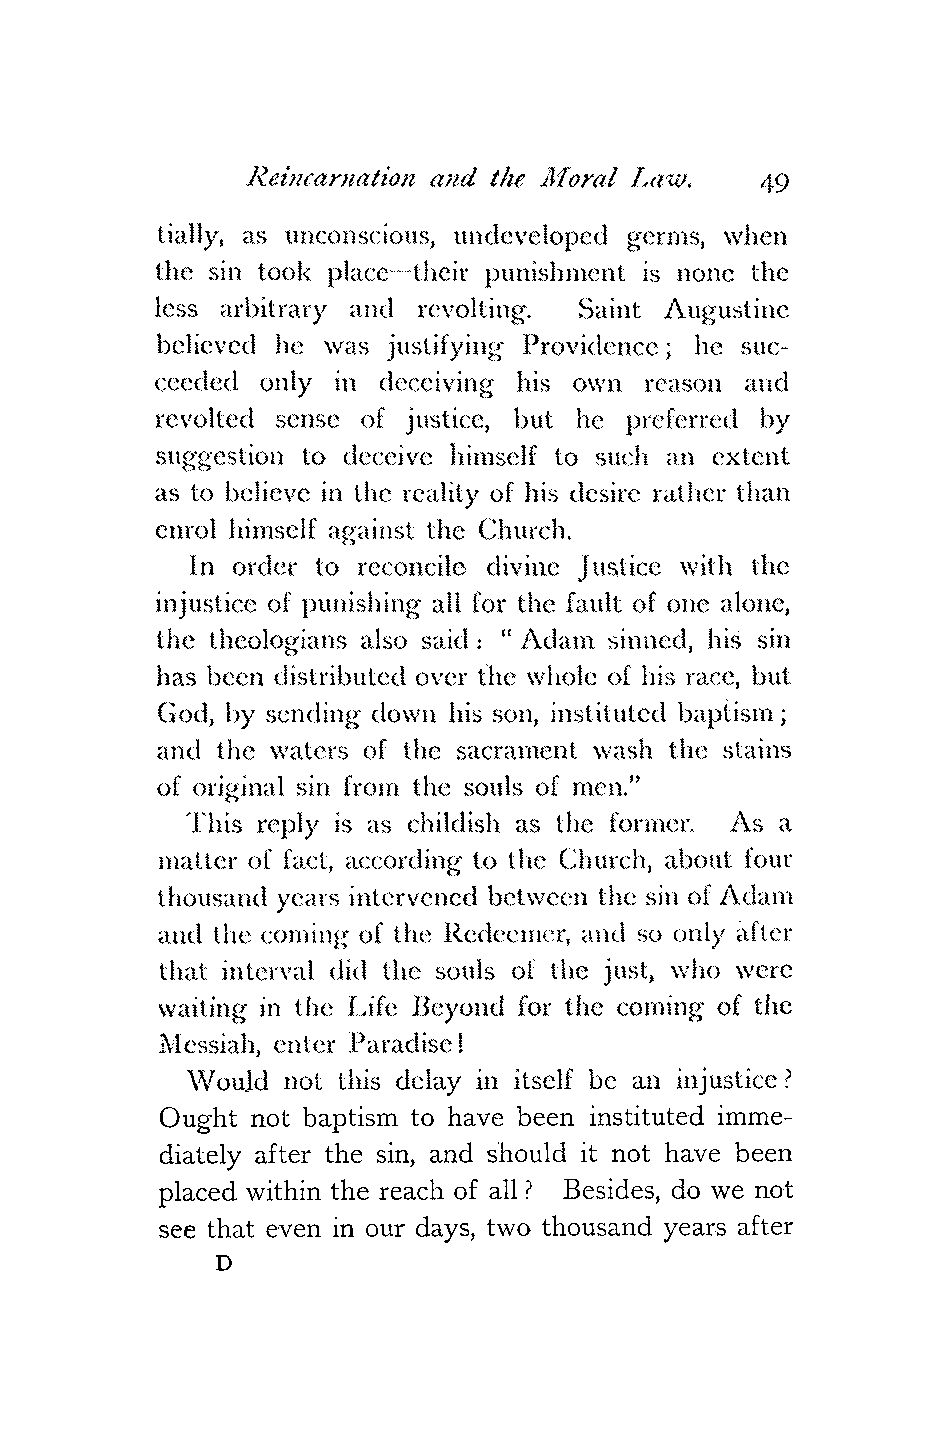 Reincarnation and the Moral Law. 49
tially, as unconscious, undeveloped germs, when
the sin took place—their punishment is none the
less arbitrary and revolting. Saint Augustine
believed he was justifying Providence; he suc-
ceeded only in deceiving his own reason and
revolted sense of justice, but he preferred by
suggestion to deceive himself to such an extent
as to believe in the reality of his desire rather than
enrol himself against the Church.
In order to reconcile divine Justice with the
injustice of punishing all for the fault of one alone,
the theologians also said: "Adam sinned, his sin
has been distributed over the whole of his race, but
God, by sending down his son, instituted baptism;
and the waters of the sacrament wash the stains
of original sin from the souls of men."
This reply is as childish as the former. As a
matter of fact, according to the Church, about four
thousand years intervened between the sin of Adam
and the coming of the Redeemer, and so only after
that interval did the souls of the just, who were
waiting in the Life Beyond for the coming of the
Messiah, enter Paradise!
Would not this delay in itself be an injustice?
Ought not baptism to have been instituted imme-
diately after the sin, and should it not have been
placed within the reach of all? Besides, do we not
see that even in our days, two thousand years after
D